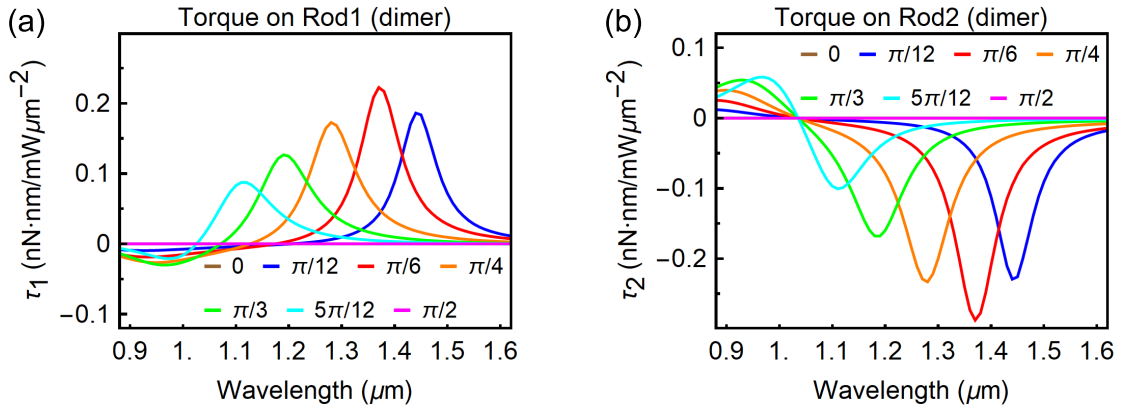 (a)
Torque on Rod1 (dimer)
τ1 (nN·nm/mWμm−2)
0.2
0.1
0
−0.1
0 π/12 π/6 π/4
π/3 5π/12 π/2
0.9 1. 1.1 1.2 1.3 1.4 1.5 1.6
Wavelength (μm)
(b)
Torque on Rod2 (dimer)
τ2 (nN·nm/mWμm−2)
0.1
0
−0.1
−0.2
0 π/12 π/6 π/4
π/3 5π/12 π/2
0.9 1. 1.1 1.2 1.3 1.4 1.5 1.6
Wavelength (μm)